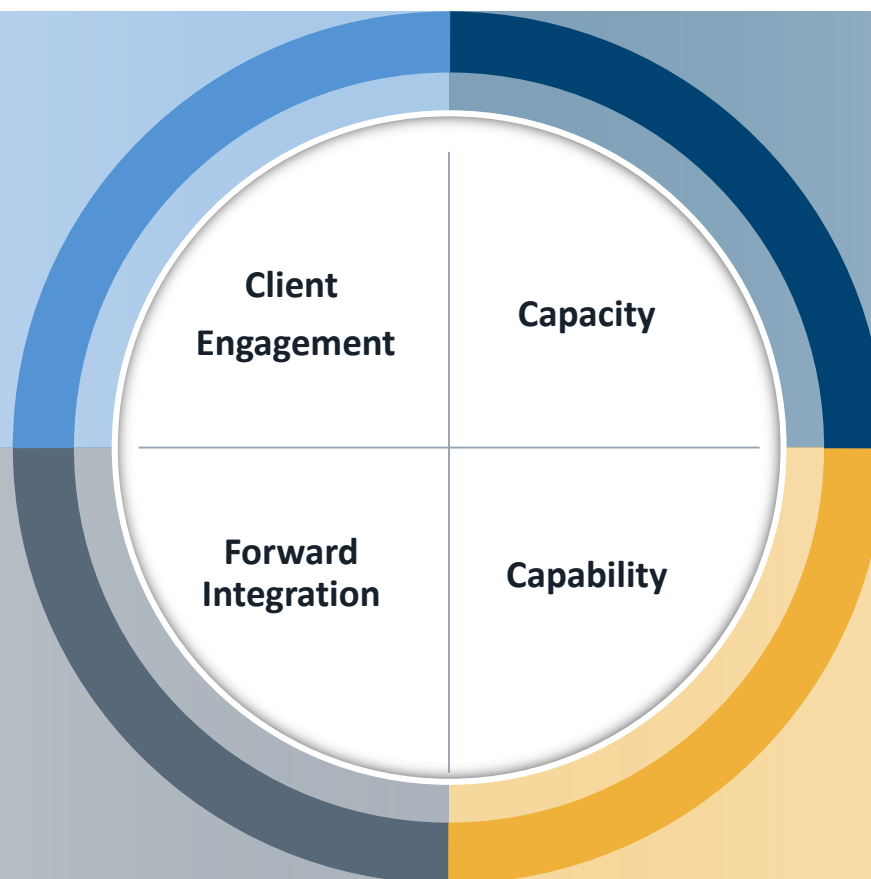 Client
Engagement
Capacity
Forward
Integration
Capability